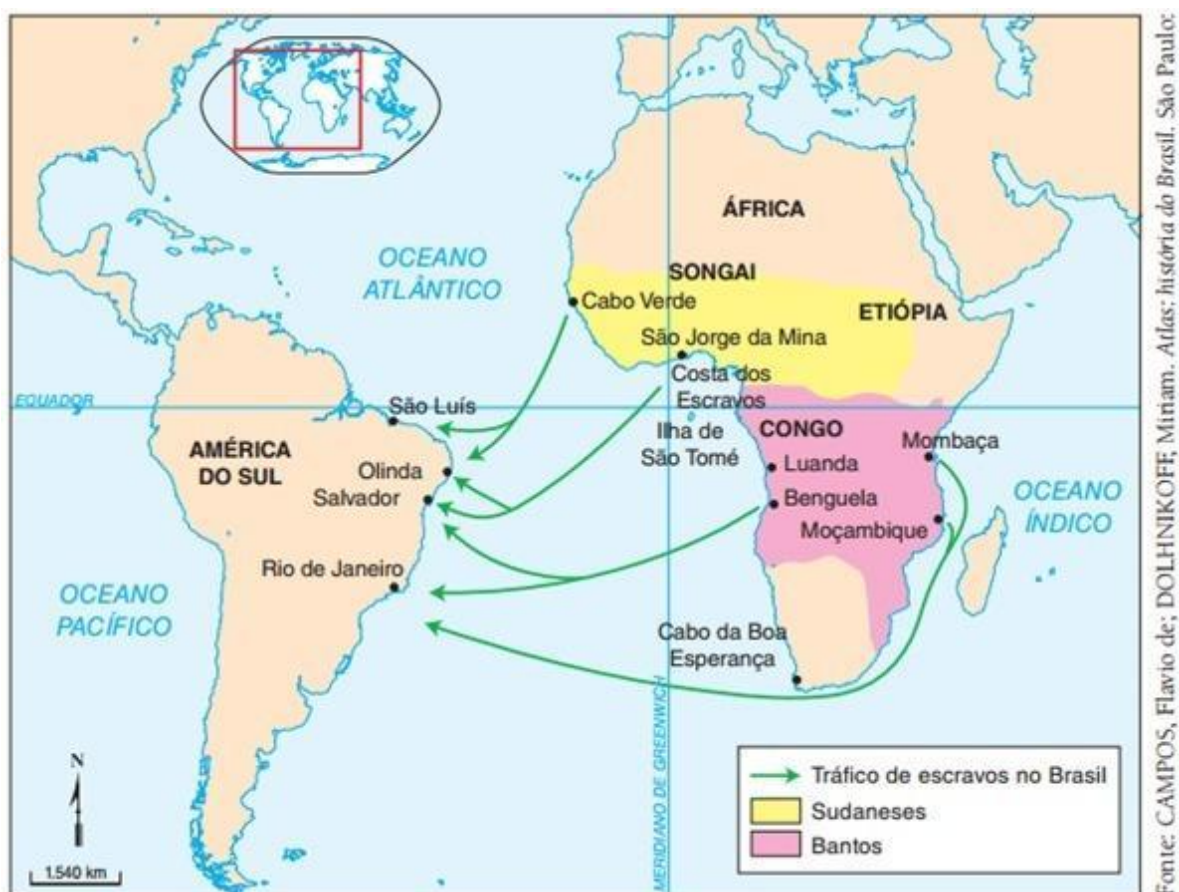 ÁFRICA
SONGAI
OCEANO
ATLÂNTICO
Cabo Verde
ETIÓPIA
São Jorge da Mina
Costa dos
Escravos
EQUADOR
São Luís
Ilha de
São Tomé
CONGO
Mombaça
AMÉRICA
DO SUL
Olinda
Luanda
Salvador
Benguela
OCEANO
ÍNDICO
Moçambique
Rio de Janeiro
OCEANO
PACÍFICO
Cabo da Boa
Esperança
MERIDIANO DE GREENWICH
N
1.540 km
Tráfico de escravos no Brasil
Sudaneses
Bantos
Fonte: CAMPOS, Flavio de; DOLHNIKOFF, Miriam. Atlas: história do Brasil. São Paulo: